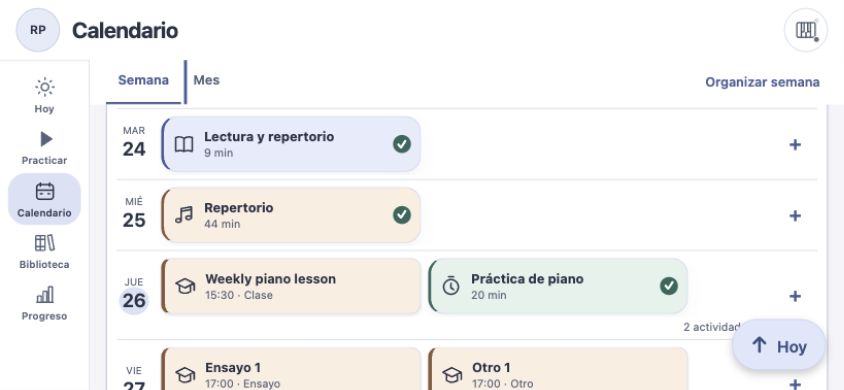 RP
Calendario
Hoy
Practicar
Calendario
Biblioteca
Progreso
Semana
Mes
Organizar semana
MAR
24
Lectura y repertorio
9 min
+
MIÉ
25
Repertorio
44 min
+
JUE
26
Weekly piano lesson
15:30 · Clase
Práctica de piano
20 min
+
2 actividad
↑ Hoy
VIE
27
Ensayo 1
17:00 · Ensayo
Otro 1
17:00 · Otro
+